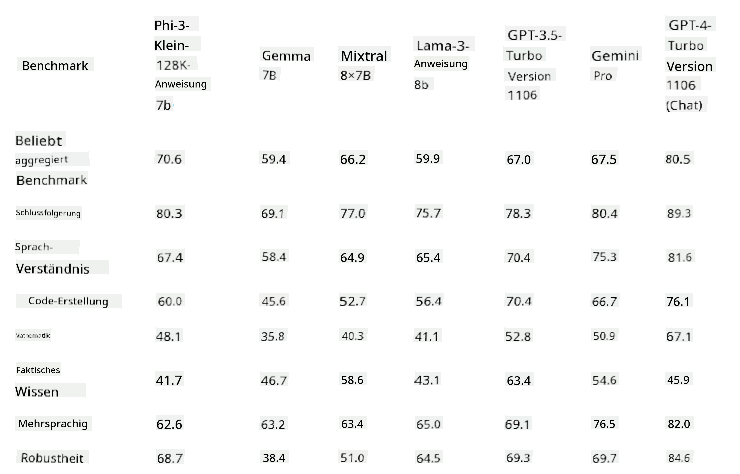 Benchmark Phi-3-Klein-128K-Anweisung 7b Gemma 7B Mixtral 8×7B Lama-3-Anweisung 8b GPT-3.5-Turbo Version 1106 Gemini Pro GPT-4-Turbo Version 1106 (Chat)
Beliebt aggregiert Benchmark 70.6 59.4 66.2 59.9 67.0 67.5 80.5
Schlussfolgerung 80.3 69.1 77.0 75.7 78.3 80.4 89.3
Sprach-Verständnis 67.4 58.4 64.9 65.4 70.4 75.3 81.6
Code-Erstellung 60.0 45.6 52.7 56.4 70.4 66.7 76.1
Mathematik 48.1 35.8 40.3 41.1 52.8 50.9 67.1
Faktisches Wissen 41.7 46.7 58.6 43.1 63.4 54.6 45.9
Mehrsprachig 62.6 63.2 63.4 65.0 69.1 76.5 82.0
Robustheit 68.7 38.4 51.0 64.5 69.3 69.7 84.6